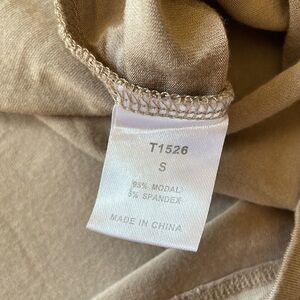 T1526
S
95% MODAL
5% SPANDEX
MADE IN CHINA